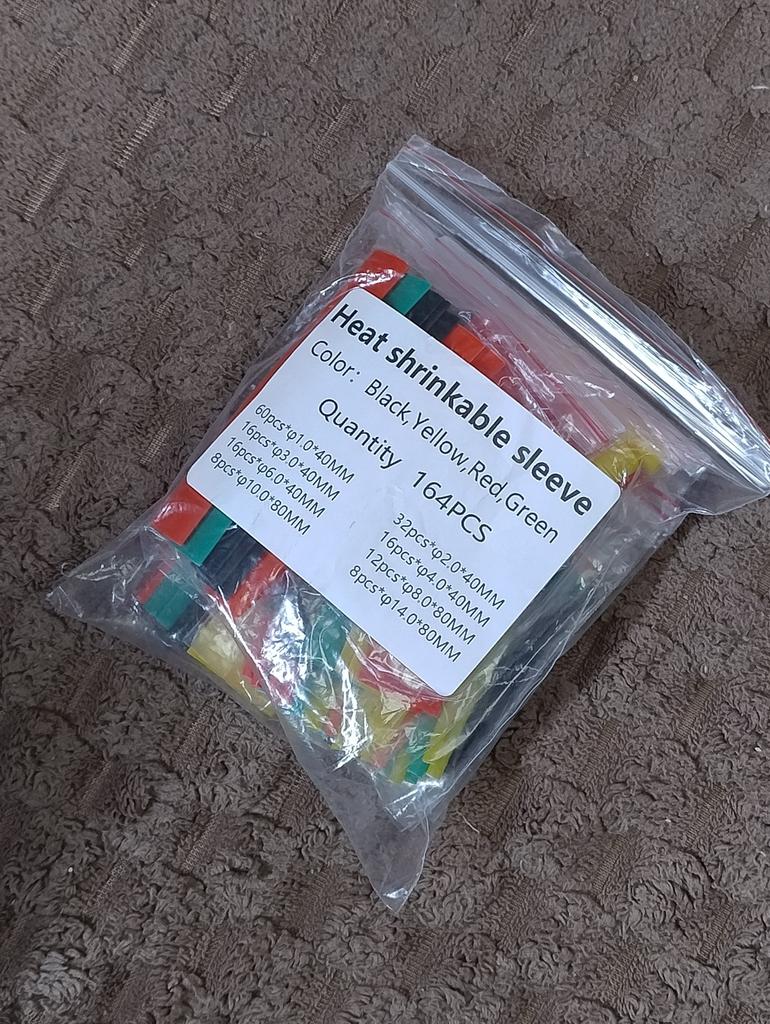 Heat shrinkable sleeve
Color: Black,Yellow,Red,Green
Quantity 164PCS
60pcs*φ1.0*40MM
16pcs*φ3.0*40MM
16pcs*φ6.0*40MM
8pcs*φ10.0*80MM
32pcs*φ2.0*40MM
16pcs*φ4.0*40MM
12pcs*φ8.0*80MM
8pcs*φ14.0*80MM